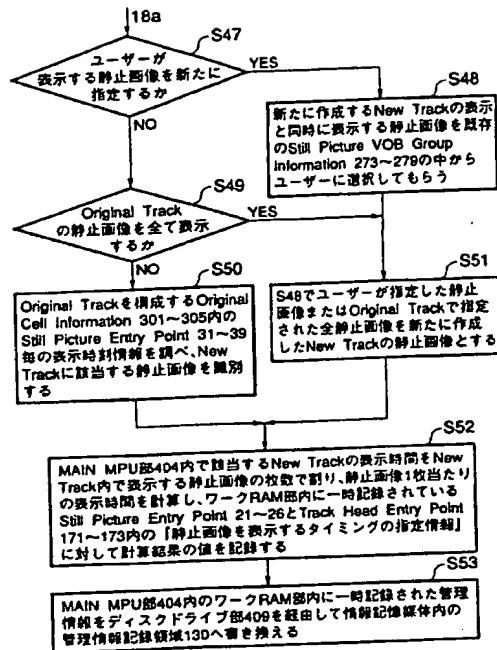 18a
S47
ユーザーが
表示する静止画像を新たに
指定するか
YES
NO
S48
新たに作成するNew Trackの表示
と同時に表示する静止画像を既存
のStill Picture VOB Group
Information 273～279の中から
ユーザーに選択してもらう
S49
Original Track
の静止画像を全て表示
するか
YES
NO
S50
Original Trackを構成するOriginal
Cell Information 301～305内の
Still Picture Entry Point 31～39
毎の表示時刻情報を調べ、New
Trackに該当する静止画像を識別
する
S51
S48でユーザーが指定した静止
画像またはOriginal Trackで指定
された全静止画像を新たに作成
したNew Trackの静止画像とする
S52
MAIN MPU部404内で該当するNew Trackの表示時間をNew
Track内で表示する静止画像の枚数で割り、静止画像1枚当たり
の表示時間を計算し、ワークRAM部内に一時記録されている
Still Picture Entry Point 21～26とTrack Head Entry Point
171～173内の『静止画像を表示するタイミングの指定情報』
に対して計算結果の値を記録する
S53
MAIN MPU部404内のワークRAM部内に一時記録された管理
情報をディスクドライブ部409を経由して情報記憶媒体内の
管理情報記録領域130へ書き換える